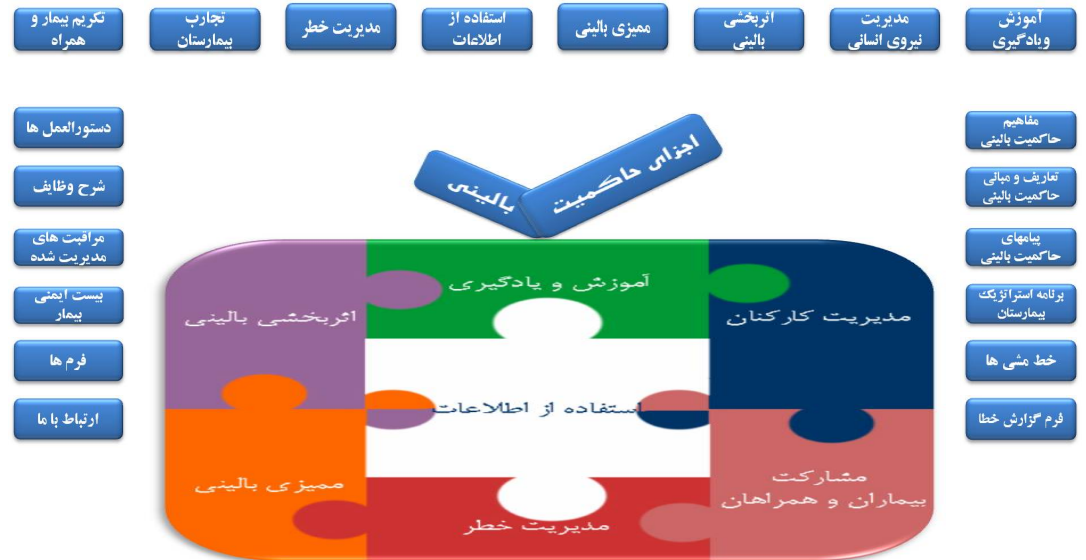 آموزش
ویادگیری
مدیریت
نیروی انسانی
اثربخشی
بالینی
ممیزی بالینی
استفاده از
اطلاعات
مدیریت خطر
تجارب
بیمارستان
تکریم بیمار و
همراه
مفاهیم
حاکمیت بالینی
تعاریف و مبانی
حاکمیت بالینی
پیامهای
حاکمیت بالینی
برنامه استراتژیک
بیمارستان
خط مشی ها
فرم گزارش خطا
اجزای حاکمیت
بالینی
آموزش و یادگیری
مدیریت کارکنان
اثربخشی بالینی
استفاده از اطلاعات
مشارکت
بیماران و همراهان
ممیزی بالینی
مدیریت خطر
دستورالعمل ها
شرح وظایف
مراقبت های
مدیریت شده
بیست ایمنی
بیمار
فرم ها
ارتباط با ما